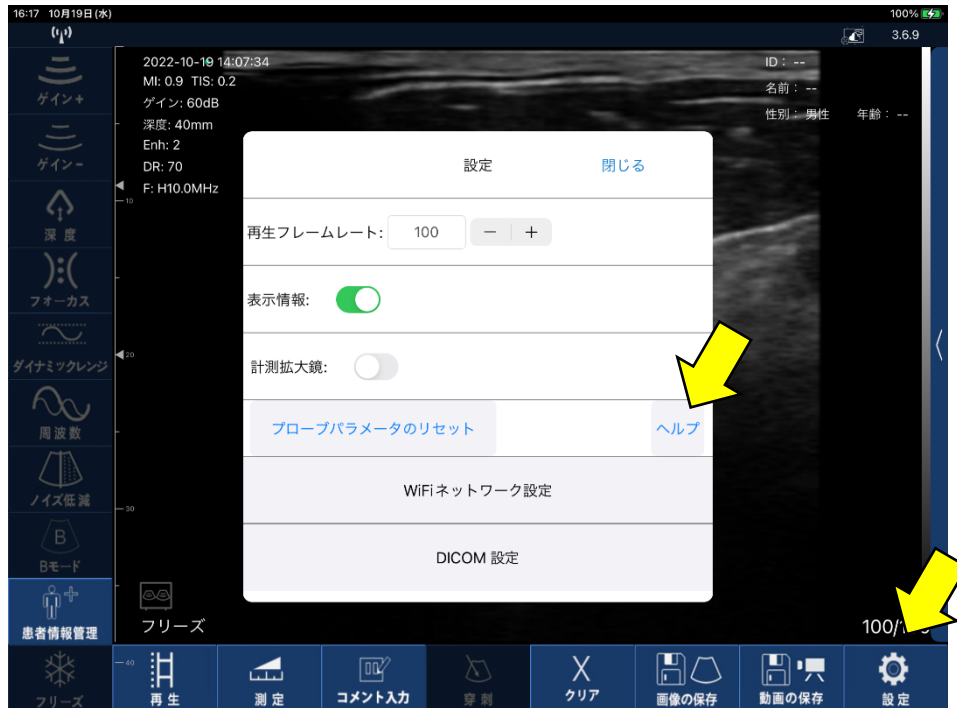 16:17 10月19日(水)
100%
3.6.9
2022-10-19 14:07:34
MI: 0.9 TIS: 0.2
ゲイン: 60dB
深度: 40mm
Enh: 2
DR: 70
F: H10.0MHz
ID： --
名前： --
性別： 男性 年齢： --
ゲイン+
ゲイン-
深度
フォーカス
ダイナミックレンジ
周波数
ノイズ低減
B
Bモード
患者情報管理
フリーズ
10
20
30
40
設定 閉じる
再生フレームレート: 100 － ＋
表示情報:
計測拡大鏡:
プローブパラメータのリセット ヘルプ
WiFiネットワーク設定
DICOM 設定
フリーズ
100/
再生
測定
コメント入力
穿刺
クリア
画像の保存
動画の保存
設定